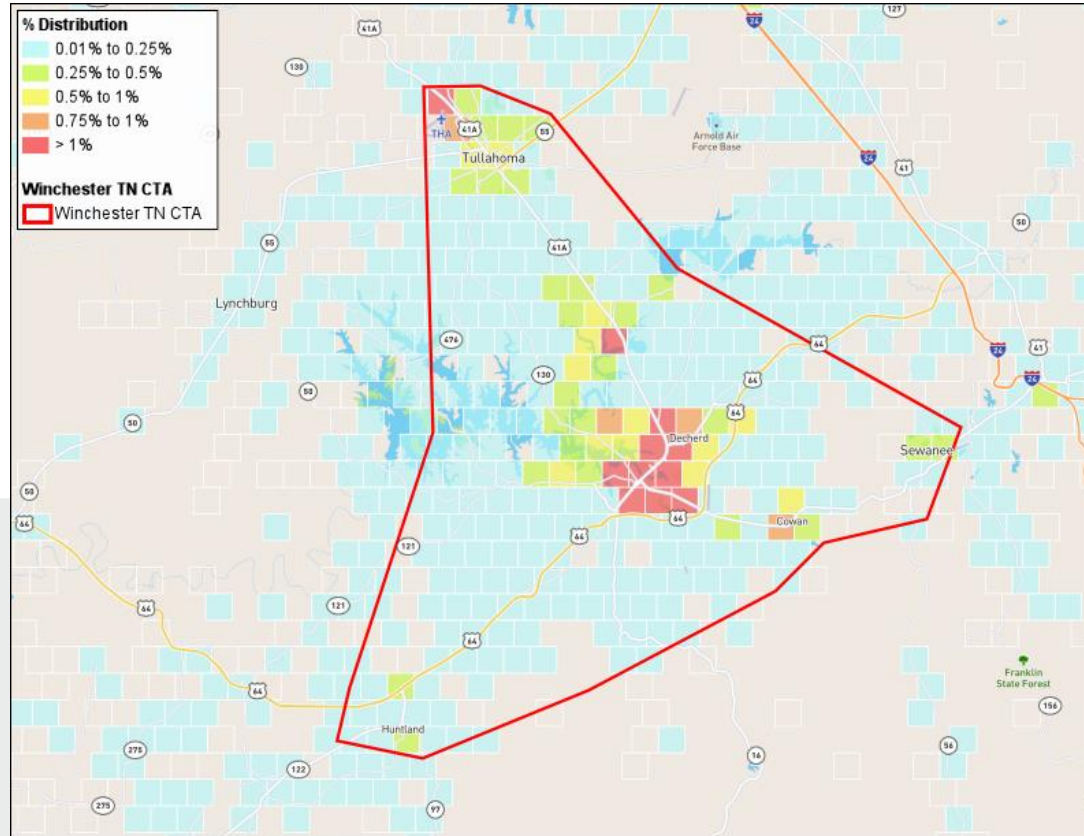 % Distribution
0.01% to 0.25%
0.25% to 0.5%
0.5% to 1%
0.75% to 1%
> 1%
Winchester TN CTA
Winchester TN CTA
127
41A
24
130
THA
41A
55
Arnold Air
Force Base
Tullahoma
24
41
50
55
41A
Lynchburg
476
64
24
41
130
64
24
50
50
64
Decherd
Sewanee
50
64
64
Cowan
64
121
121
64
64
Franklin
State Forest
64
156
Huntland
275
56
122
16
275
97